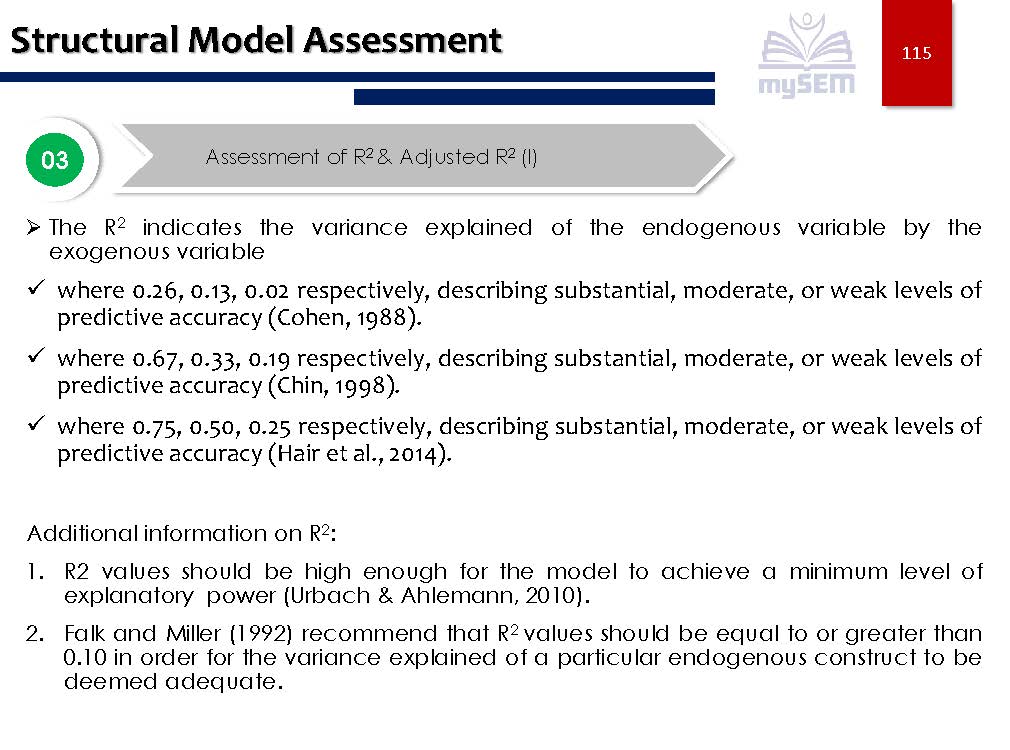 Structural Model Assessment
mySEM
115
03
Assessment of R² & Adjusted R² (I)
➢ The R² indicates the variance explained of the endogenous variable by the
exogenous variable
✓ where 0.26, 0.13, 0.02 respectively, describing substantial, moderate, or weak levels of
predictive accuracy (Cohen, 1988).
✓ where 0.67, 0.33, 0.19 respectively, describing substantial, moderate, or weak levels of
predictive accuracy (Chin, 1998).
✓ where 0.75, 0.50, 0.25 respectively, describing substantial, moderate, or weak levels of
predictive accuracy (Hair et al., 2014).
Additional information on R²:
1. R2 values should be high enough for the model to achieve a minimum level of
explanatory power (Urbach & Ahlemann, 2010).
2. Falk and Miller (1992) recommend that R² values should be equal to or greater than
0.10 in order for the variance explained of a particular endogenous construct to be
deemed adequate.